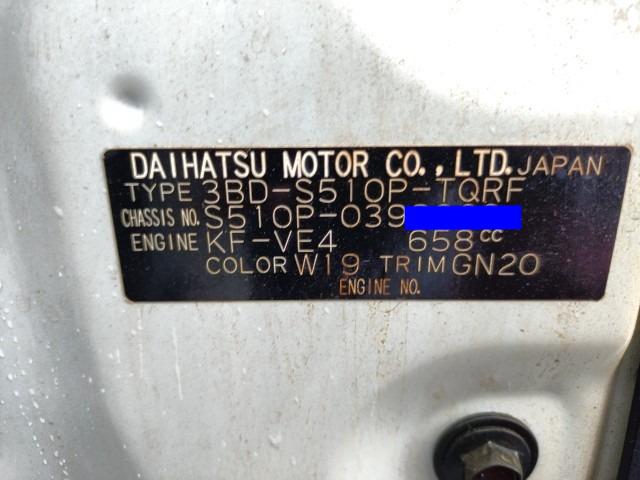 DAIHATSU MOTOR CO.,LTD. JAPAN
TYPE 3BD-S510P-TQRF
CHASSIS NO. S510P-039
ENGINE KF-VE4 658cc
COLOR W19 TRIM GN20
ENGINE NO.